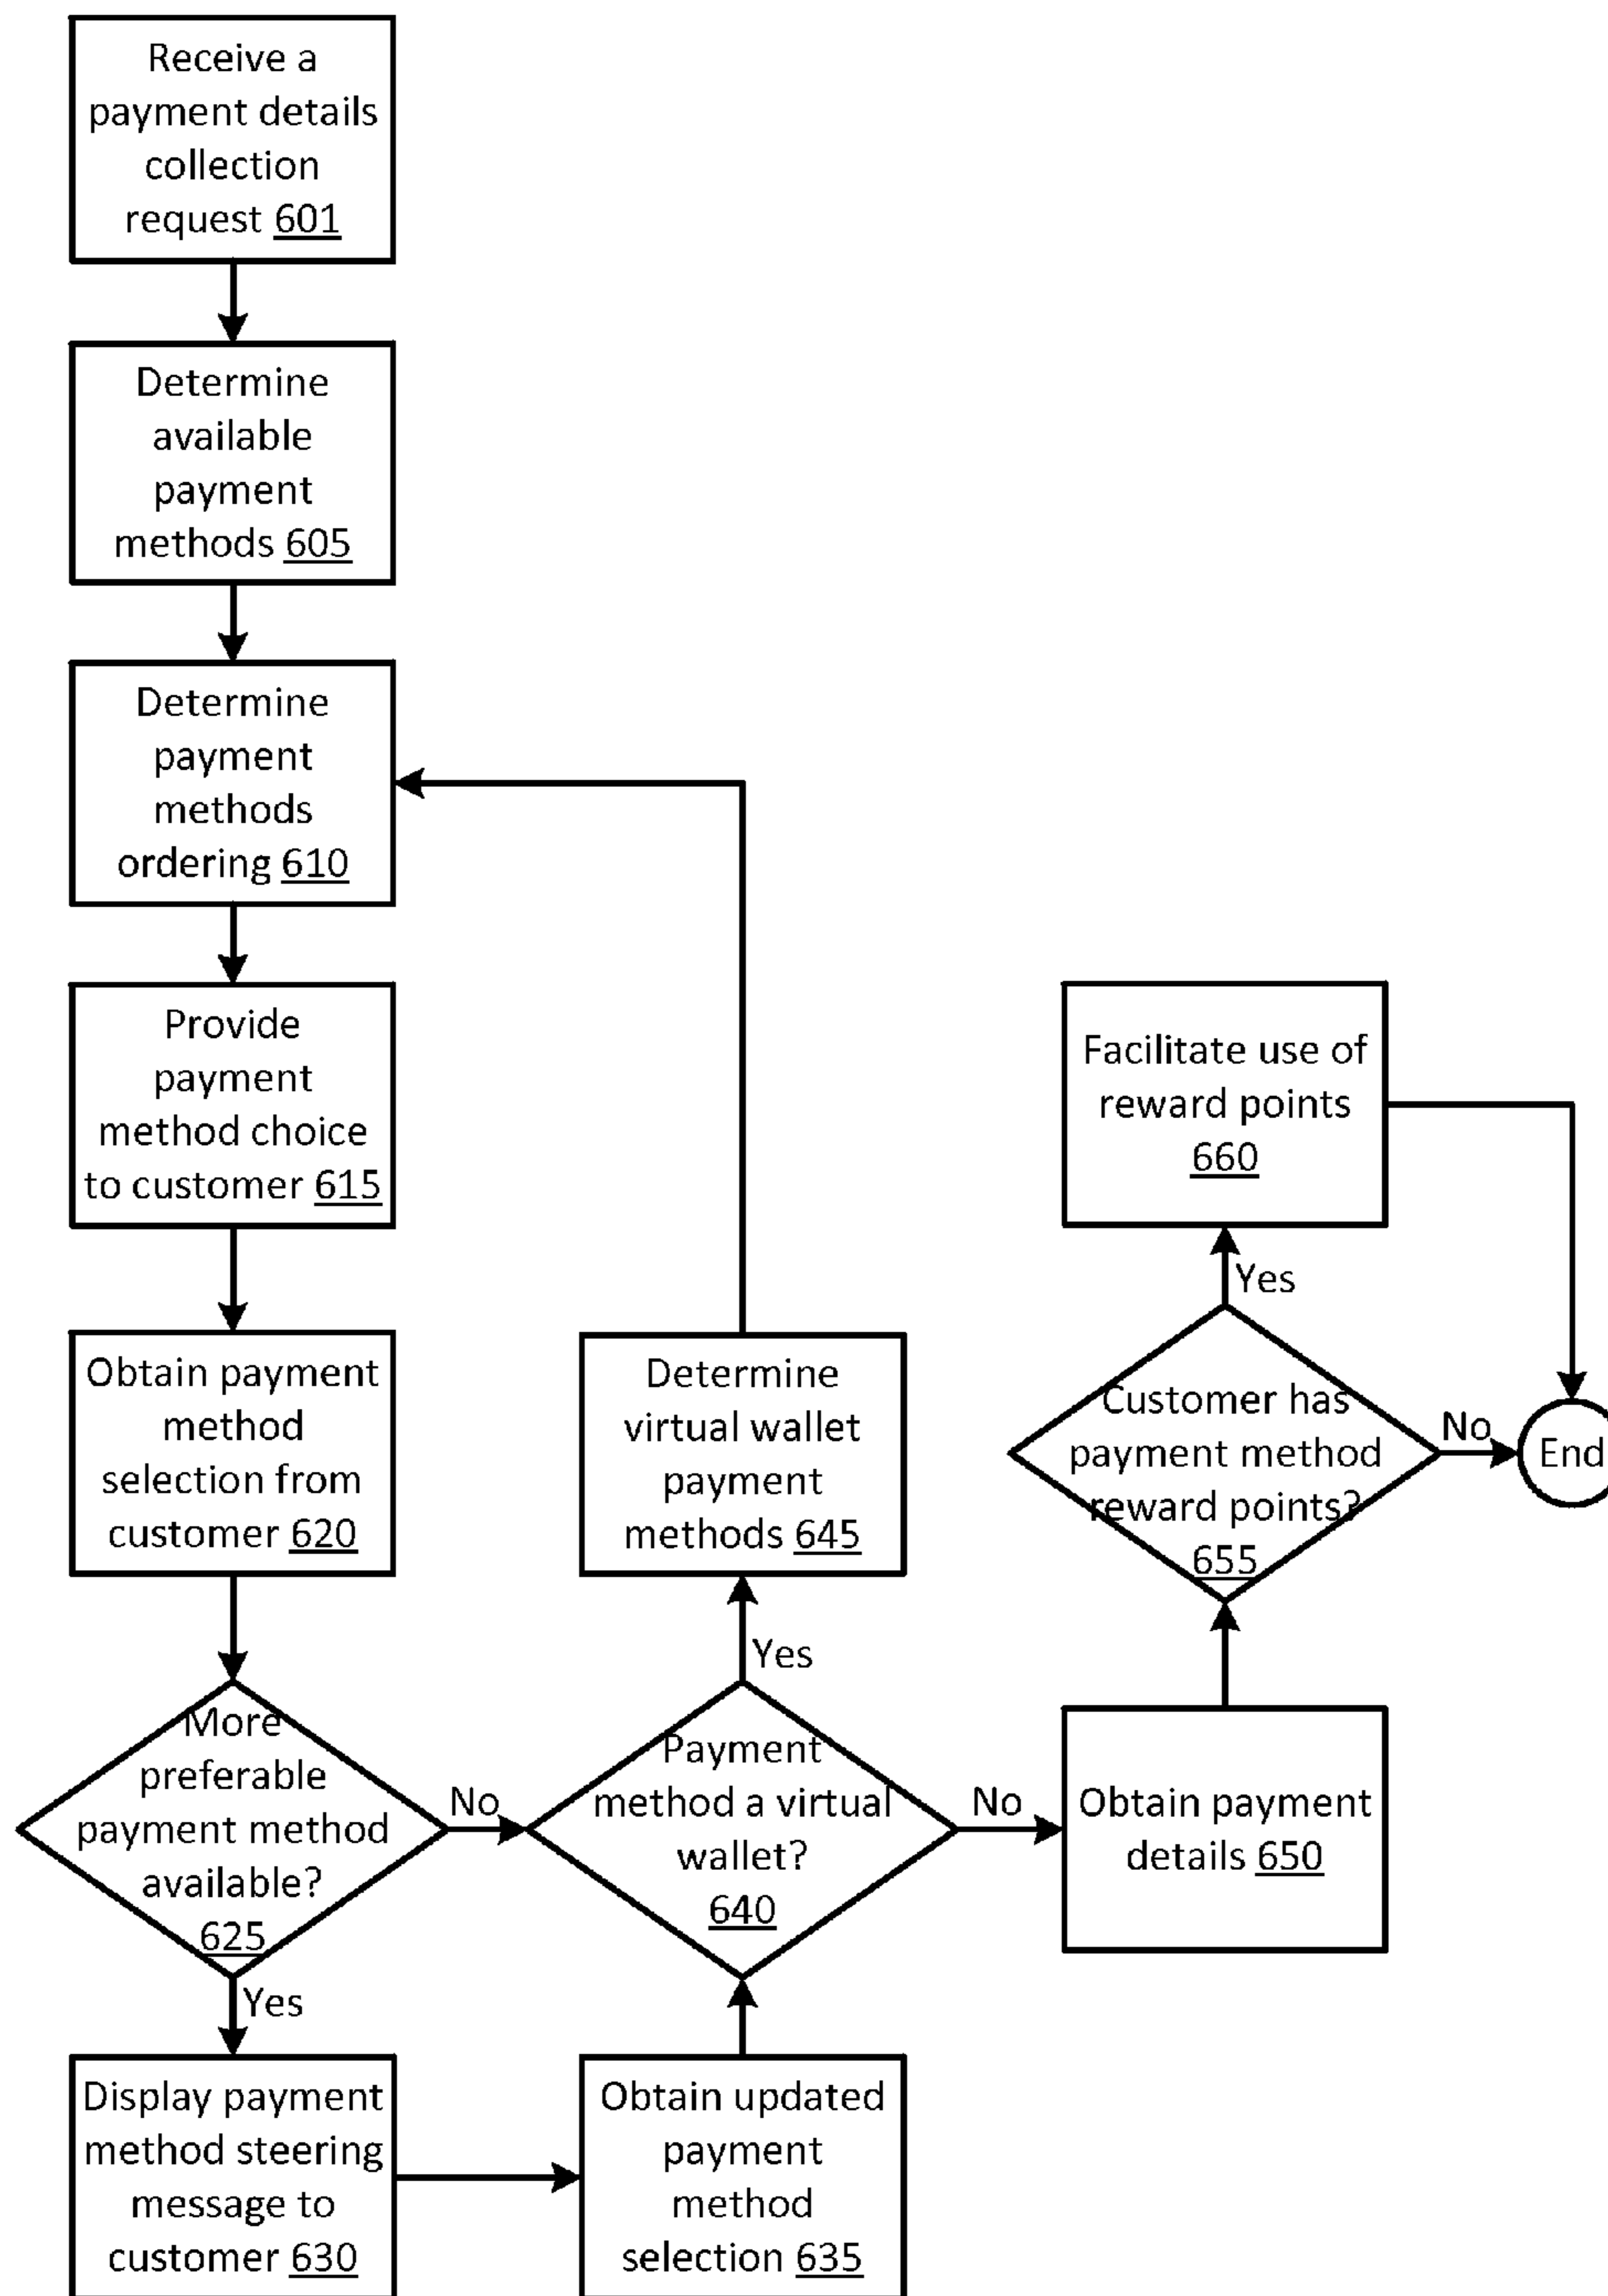 Receive a
payment details
collection
request 601
Determine
available
payment
methods 605
Determine
payment
methods
ordering 610
Provide
payment
method choice
to customer 615
Obtain payment
method
selection from
customer 620
More
preferable
payment method
available?
625
No
Yes
Display payment
method steering
message to
customer 630
Obtain updated
payment
method
selection 635
Payment
method a virtual
wallet?
640
Yes
No
Determine
virtual wallet
payment
methods 645
Obtain payment
details 650
Customer has
payment method
reward points?
655
Yes
No
Facilitate use of
reward points
660
End